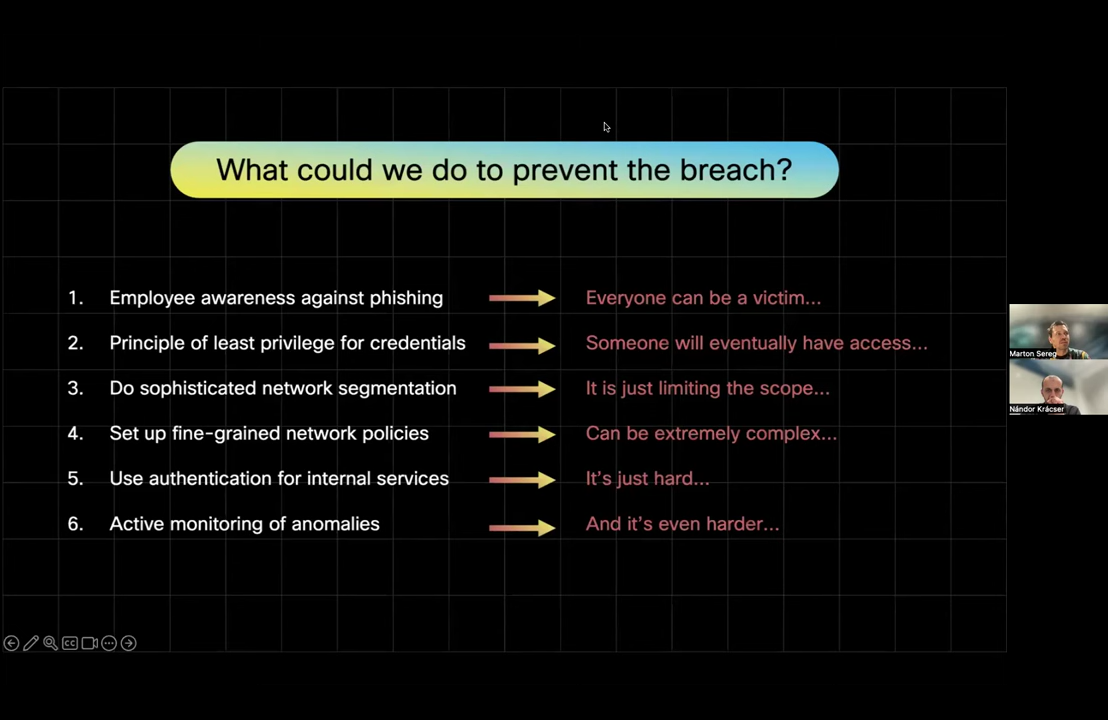 What could we do to prevent the breach?
1. Employee awareness against phishing Everyone can be a victim...
2. Principle of least privilege for credentials Someone will eventually have access...
3. Do sophisticated network segmentation It is just limiting the scope...
4. Set up fine-grained network policies Can be extremely complex...
5. Use authentication for internal services It's just hard...
6. Active monitoring of anomalies And it's even harder...
Marton Sereg
Nándor Krácser
CC